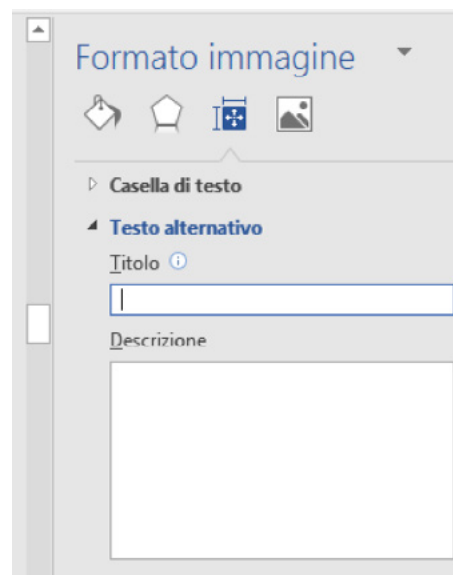 Formato immagine
Casella di testo
Testo alternativo
Titolo
Descrizione